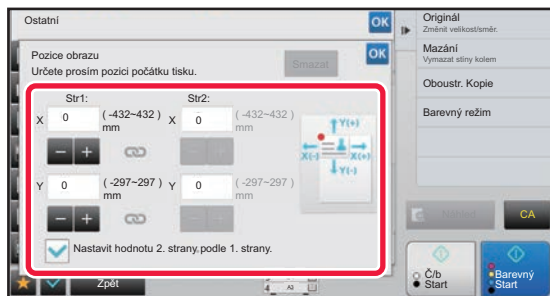 Ostatní
OK
Originál
Změnit velikost/směr.
Pozice obrazu
Určete prosím pozici počátku tisku.
Smazat
OK
Mazání
Vymazat stíny kolem
Oboustr. Kopie
Barevný režim
Str1:
Str2:
X 0 (-432~432) mm
X 0 (-432~432) mm
Y(+)
X(-)
X(+)
Y(-)
Y 0 (-297~297) mm
Y 0 (-297~297) mm
Nastavit hodnotu 2. strany.podle 1. strany.
CA
Zpět
4 A3
Č/b
Start
Barevný
Start